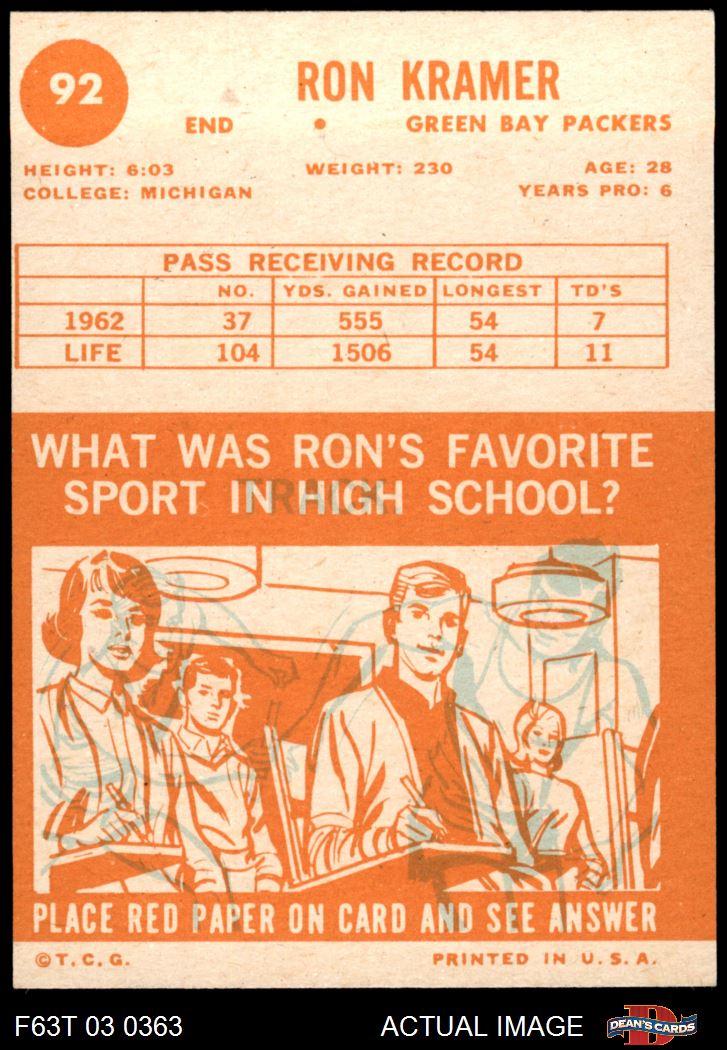 92
RON KRAMER
END • GREEN BAY PACKERS
HEIGHT: 6:03 WEIGHT: 230 AGE: 28
COLLEGE: MICHIGAN YEARS PRO: 6
PASS RECEIVING RECORD
NO. YDS. GAINED LONGEST TD'S
1962 37 555 54 7
LIFE 104 1506 54 11
WHAT WAS RON'S FAVORITE
SPORT IN HIGH SCHOOL?
TRACK.
PLACE RED PAPER ON CARD AND SEE ANSWER
© T. C. G. PRINTED IN U. S. A.
F63T 03 0363 ACTUAL IMAGE DEAN'S CARDS